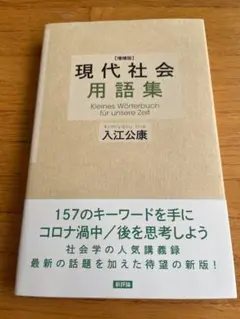 【増補版】
現代社会
用語集
Kleines Wörterbuch
für unsere Zeit
入江公康
157のキーワードを手に
コロナ渦中/後を思考しよう
社会学の人気講義録
最新の話題を加えた待望の新版!
新評論